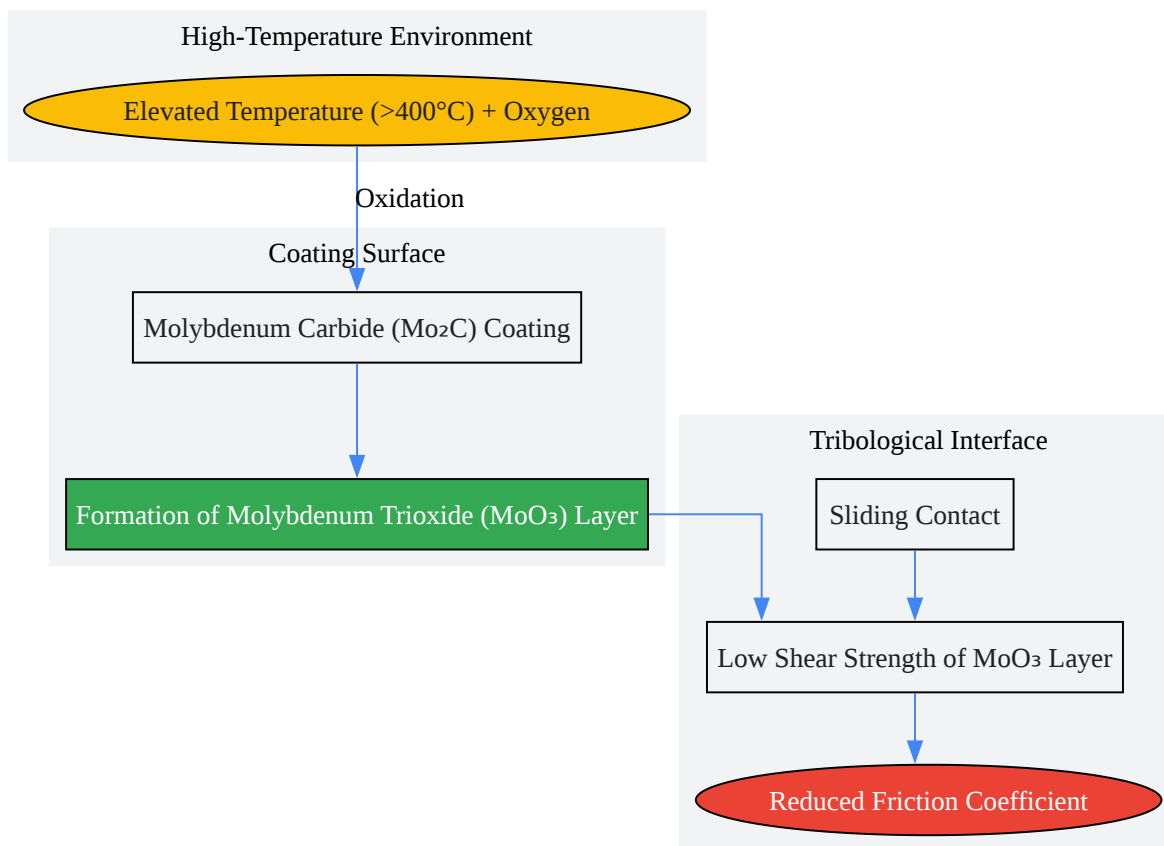 High-Temperature Environment
Elevated Temperature (>400°C) + Oxygen
Oxidation
Coating Surface
Molybdenum Carbide (Mo₂C) Coating
Formation of Molybdenum Trioxide (MoO₃) Layer
Tribological Interface
Sliding Contact
Low Shear Strength of MoO₃ Layer
Reduced Friction Coefficient